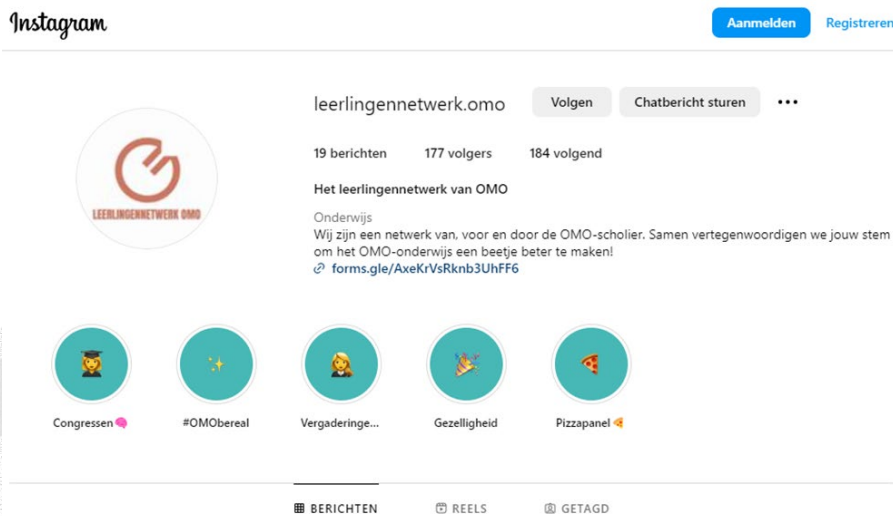 Instagram
Aanmelden
Registreren
leerlingennetwerk.omo
Volgen
Chatbericht sturen
19 berichten 177 volgers 184 volgend
LEERLINGENNETWERK OMO
Het leerlingennetwerk van OMO
Onderwijs
Wij zijn een netwerk van, voor en door de OMO-scholier. Samen vertegenwoordigen we jouw stem
om het OMO-onderwijs een beetje beter te maken!
forms.gle/AxeKrVsRknb3UhFF6
Congressen🧠 #OMObereal Vergaderinge... Gezelligheid Pizzapanel🍕
BERICHTEN REELS GETAGD